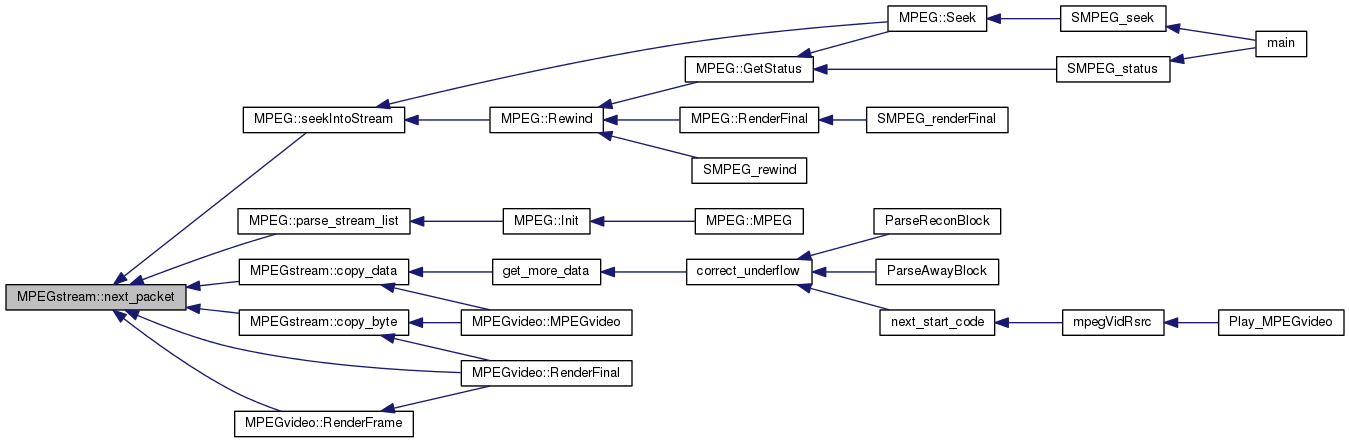 MPEG::Seek
SMPEG_seek
main
MPEG::GetStatus
SMPEG_status
MPEG::seekIntoStream
MPEG::Rewind
MPEG::RenderFinal
SMPEG_renderFinal
SMPEG_rewind
MPEG::parse_stream_list
MPEG::Init
MPEG::MPEG
ParseReconBlock
MPEGstream::copy_data
get_more_data
correct_underflow
ParseAwayBlock
MPEGstream::next_packet
MPEGstream::copy_byte
MPEGvideo::MPEGvideo
next_start_code
mpegVidRsrc
Play_MPEGvideo
MPEGvideo::RenderFinal
MPEGvideo::RenderFrame